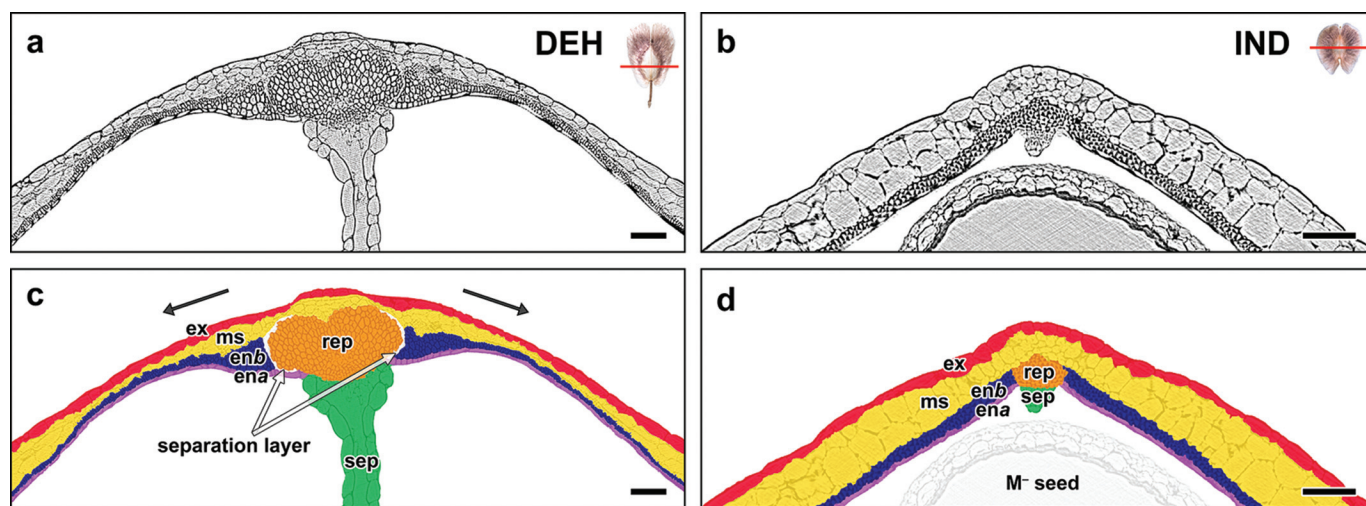 a
DEH
b
IND
c
ex
ms
enb
ena
rep
separation layer
sep
d
ex
ms
enb
ena
rep
sep
M⁻ seed